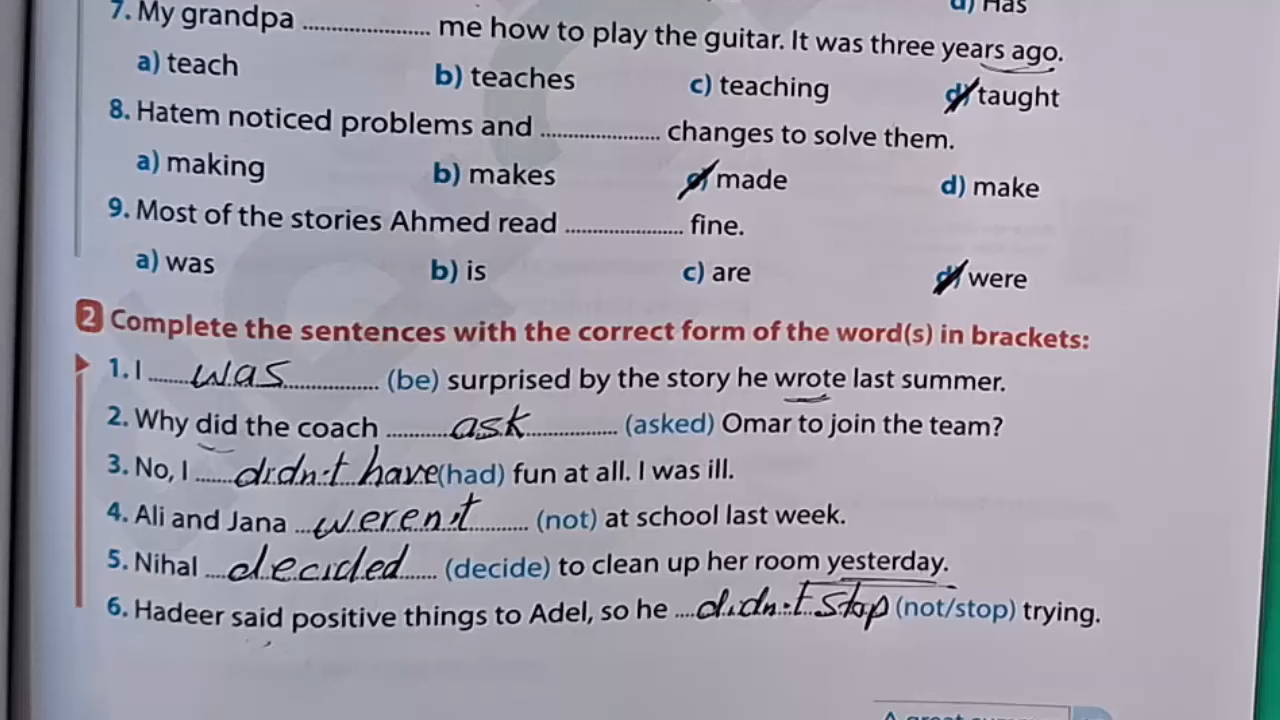 d) Has
7. My grandpa ..................... me how to play the guitar. It was three years ago.
a) teach b) teaches c) teaching d) taught
8. Hatem noticed problems and .................... changes to solve them.
a) making b) makes c) made d) make
9. Most of the stories Ahmed read .................... fine.
a) was b) is c) are d) were
2 Complete the sentences with the correct form of the word(s) in brackets:
1. I ......was............... (be) surprised by the story he wrote last summer.
2. Why did the coach ..........ask............... (asked) Omar to join the team?
3. No, I ......didn't have (had) fun at all. I was ill.
4. Ali and Jana ...weren't......... (not) at school last week.
5. Nihal ....decided...... (decide) to clean up her room yesterday.
6. Hadeer said positive things to Adel, so he ....didn't stop (not/stop) trying.